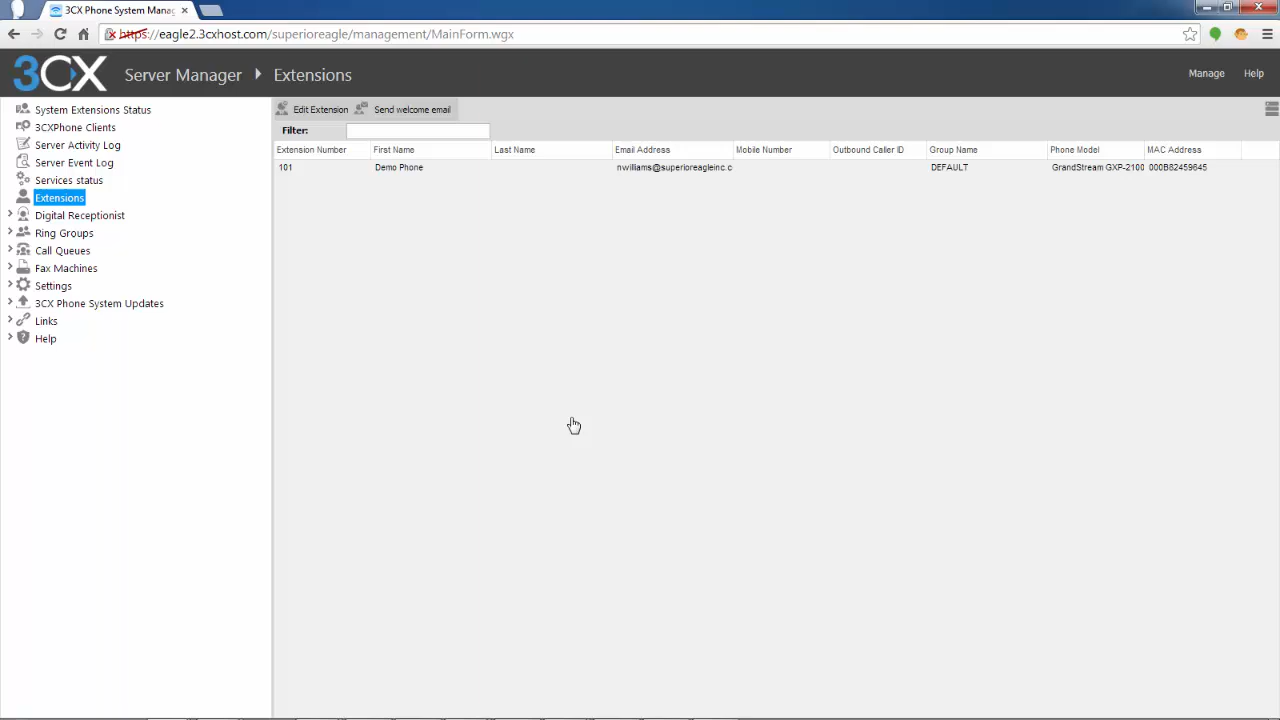 3CX Phone System Manag
https://eagle2.3cxhost.com/superioreagle/management/MainForm.wgx
3CX Server Manager Extensions Manage Help
System Extensions Status
3CXPhone Clients
Server Activity Log
Server Event Log
Services status
Extensions
Digital Receptionist
Ring Groups
Call Queues
Fax Machines
Settings
3CX Phone System Updates
Links
Help
Edit Extension Send welcome email
Filter:
Extension Number First Name Last Name Email Address Mobile Number Outbound Caller ID Group Name Phone Model MAC Address
101 Demo Phone nwilliams@superioreagleinc.c DEFAULT GrandStream GXP-2100 000B82459645